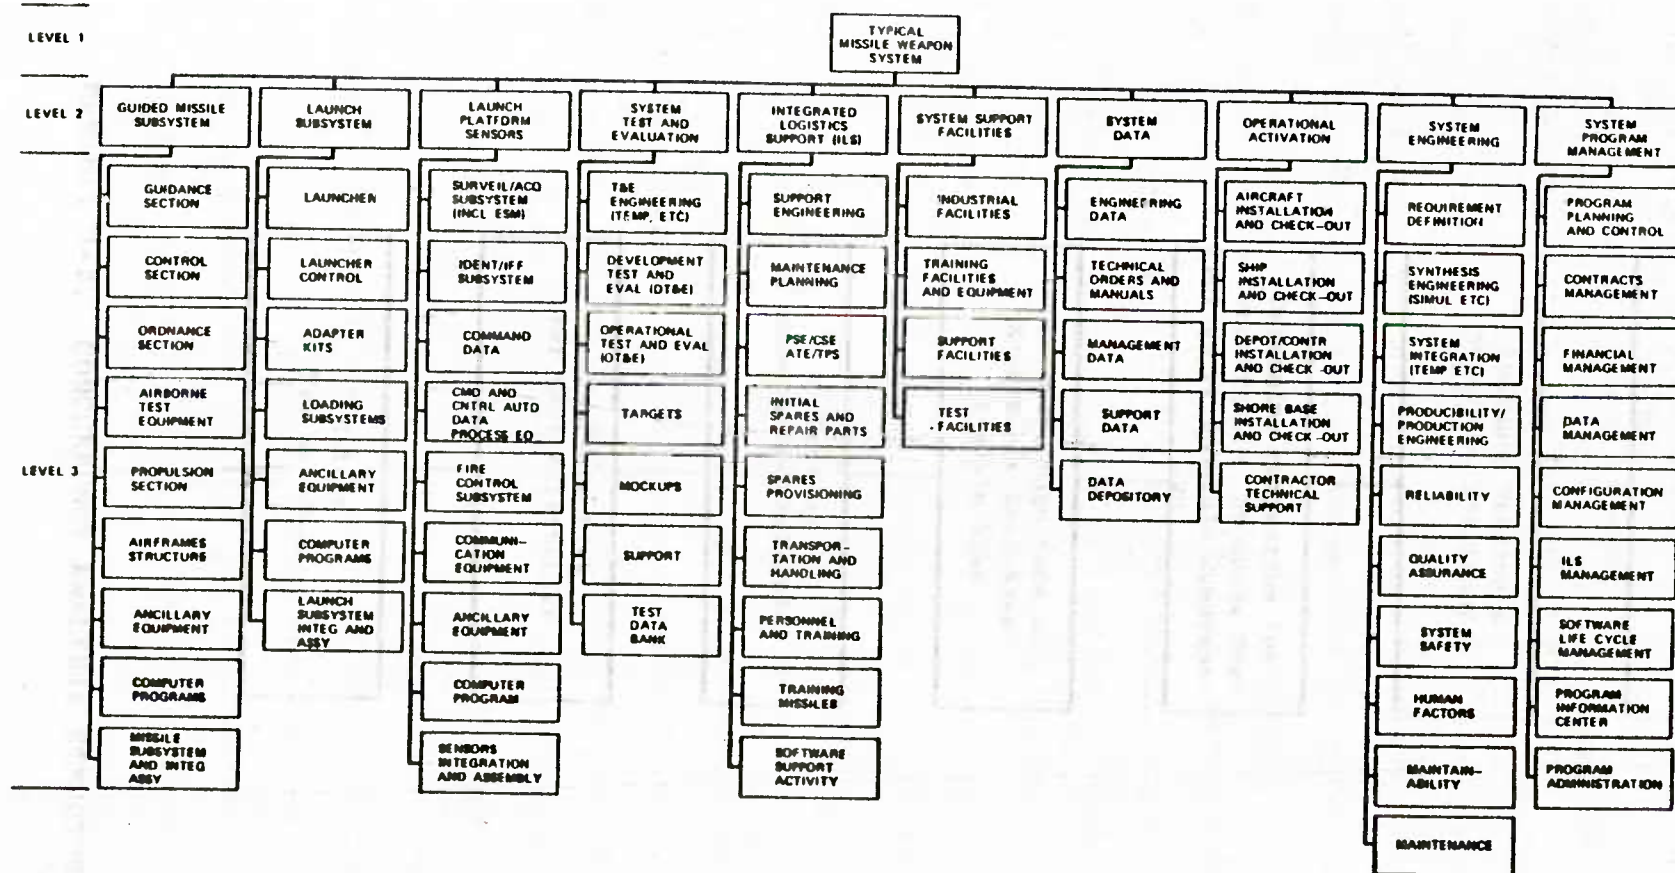 LEVEL 1
TYPICAL
MISSILE WEAPON
SYSTEM
LEVEL 2
GUIDED MISSILE
SUBSYSTEM
LAUNCH
SUBSYSTEM
LAUNCH
PLATFORM
SENSORS
SYSTEM
TEST AND
EVALUATION
INTEGRATED
LOGISTICS
SUPPORT (ILS)
SYSTEM SUPPORT
FACILITIES
SYSTEM
DATA
OPERATIONAL
ACTIVATION
SYSTEM
ENGINEERING
SYSTEM
PROGRAM
MANAGEMENT
LEVEL 3
GUIDANCE
SECTION
CONTROL
SECTION
ORDNANCE
SECTION
AIRBORNE
TEST
EQUIPMENT
PROPULSION
SECTION
AIRFRAMES
STRUCTURE
ANCILLARY
EQUIPMENT
COMPUTER
PROGRAMS
MISSILE
SUBSYSTEM
AND INTEG
ASSY
LAUNCHER
LAUNCHER
CONTROL
ADAPTER
KITS
LOADING
SUBSYSTEMS
ANCILLARY
EQUIPMENT
COMPUTER
PROGRAMS
LAUNCH
SUBSYSTEM
INTEG AND
ASSY
SURVEIL/ACQ
SUBSYSTEM
(INCL ESM)
IDENT/IFF
SUBSYSTEM
COMMAND
DATA
CMD AND
CNTRL AUTO
DATA
PROCESS EQ
FIRE
CONTROL
SUBSYSTEM
COMMUNI-
CATION
EQUIPMENT
ANCILLARY
EQUIPMENT
COMPUTER
PROGRAM
SENSORS
INTEGRATION
AND ASSEMBLY
T&E
ENGINEERING
(TEMP, ETC)
DEVELOPMENT
TEST AND
EVAL (DT&E)
OPERATIONAL
TEST AND EVAL
(OT&E)
TARGETS
MOCKUPS
SUPPORT
TEST
DATA
BANK
SUPPORT
ENGINEERING
MAINTENANCE
PLANNING
PSE/CSE
ATE/TPS
INITIAL
SPARES AND
REPAIR PARTS
SPARES
PROVISIONING
TRANSPOR-
TATION AND
HANDLING
PERSONNEL
AND TRAINING
TRAINING
MISSILES
SOFTWARE
SUPPORT
ACTIVITY
INDUSTRIAL
FACILITIES
TRAINING
FACILITIES
AND EQUIPMENT
SUPPORT
FACILITIES
TEST
FACILITIES
ENGINEERING
DATA
TECHNICAL
ORDERS AND
MANUALS
MANAGEMENT
DATA
SUPPORT
DATA
DATA
DEPOSITORY
AIRCRAFT
INSTALLATION
AND CHECK-OUT
SHIP
INSTALLATION
AND CHECK-OUT
DEPOT/CONTR
INSTALLATION
AND CHECK-OUT
SHORE BASE
INSTALLATION
AND CHECK-OUT
CONTRACTOR
TECHNICAL
SUPPORT
REQUIREMENT
DEFINITION
SYNTHESIS
ENGINEERING
(SIMUL ETC)
SYSTEM
INTEGRATION
(TEMP ETC)
PRODUCIBILITY/
PRODUCTION
ENGINEERING
RELIABILITY
QUALITY
ASSURANCE
SYSTEM
SAFETY
HUMAN
FACTORS
MAINTAIN-
ABILITY
MAINTENANCE
PROGRAM
PLANNING
AND CONTROL
CONTRACTS
MANAGEMENT
FINANCIAL
MANAGEMENT
DATA
MANAGEMENT
CONFIGURATION
MANAGEMENT
ILS
MANAGEMENT
SOFTWARE
LIFE CYCLE
MANAGEMENT
PROGRAM
INFORMATION
CENTER
PROGRAM
ADMINISTRATION